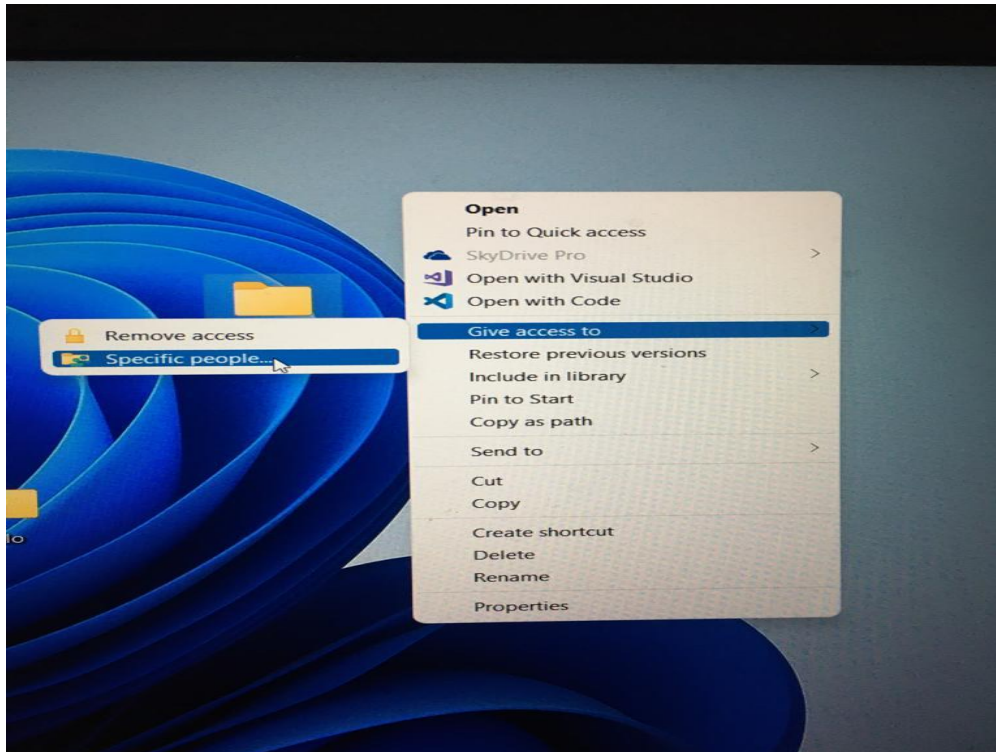 Open
Pin to Quick access
SkyDrive Pro
Open with Visual Studio
Open with Code
Give access to
Remove access
Specific people...
Restore previous versions
Include in library
Pin to Start
Copy as path
Send to
Cut
Copy
Create shortcut
Delete
Rename
Properties
lo